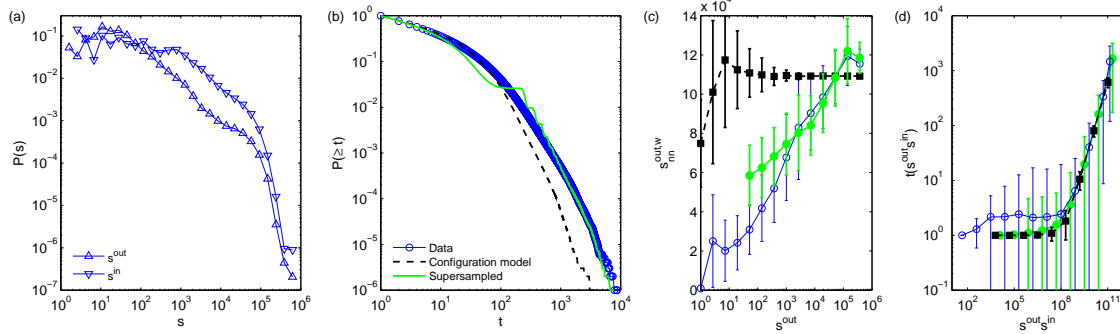 (a)
10^0
10^-1
10^-2
10^-3
10^-4
10^-5
10^-6
10^-7
P(s)
s^out
s^in
10^0 10^1 10^2 10^3 10^4 10^5 10^6
s
(b)
10^0
10^-1
10^-2
10^-3
10^-4
10^-5
10^-6
P(≥ t)
Data
Configuration model
Supersampled
10^0 10^1 10^2 10^3 10^4
t
(c)
14 x 10^4
12
10
8
6
4
2
0
s_nn^out,w
10^0 10^1 10^2 10^3 10^4 10^5 10^6
s^out
(d)
10^4
10^3
10^2
10^1
10^0
10^-1
t(s^out s^in)
10^2 10^5 10^8 10^11
s^out s^in